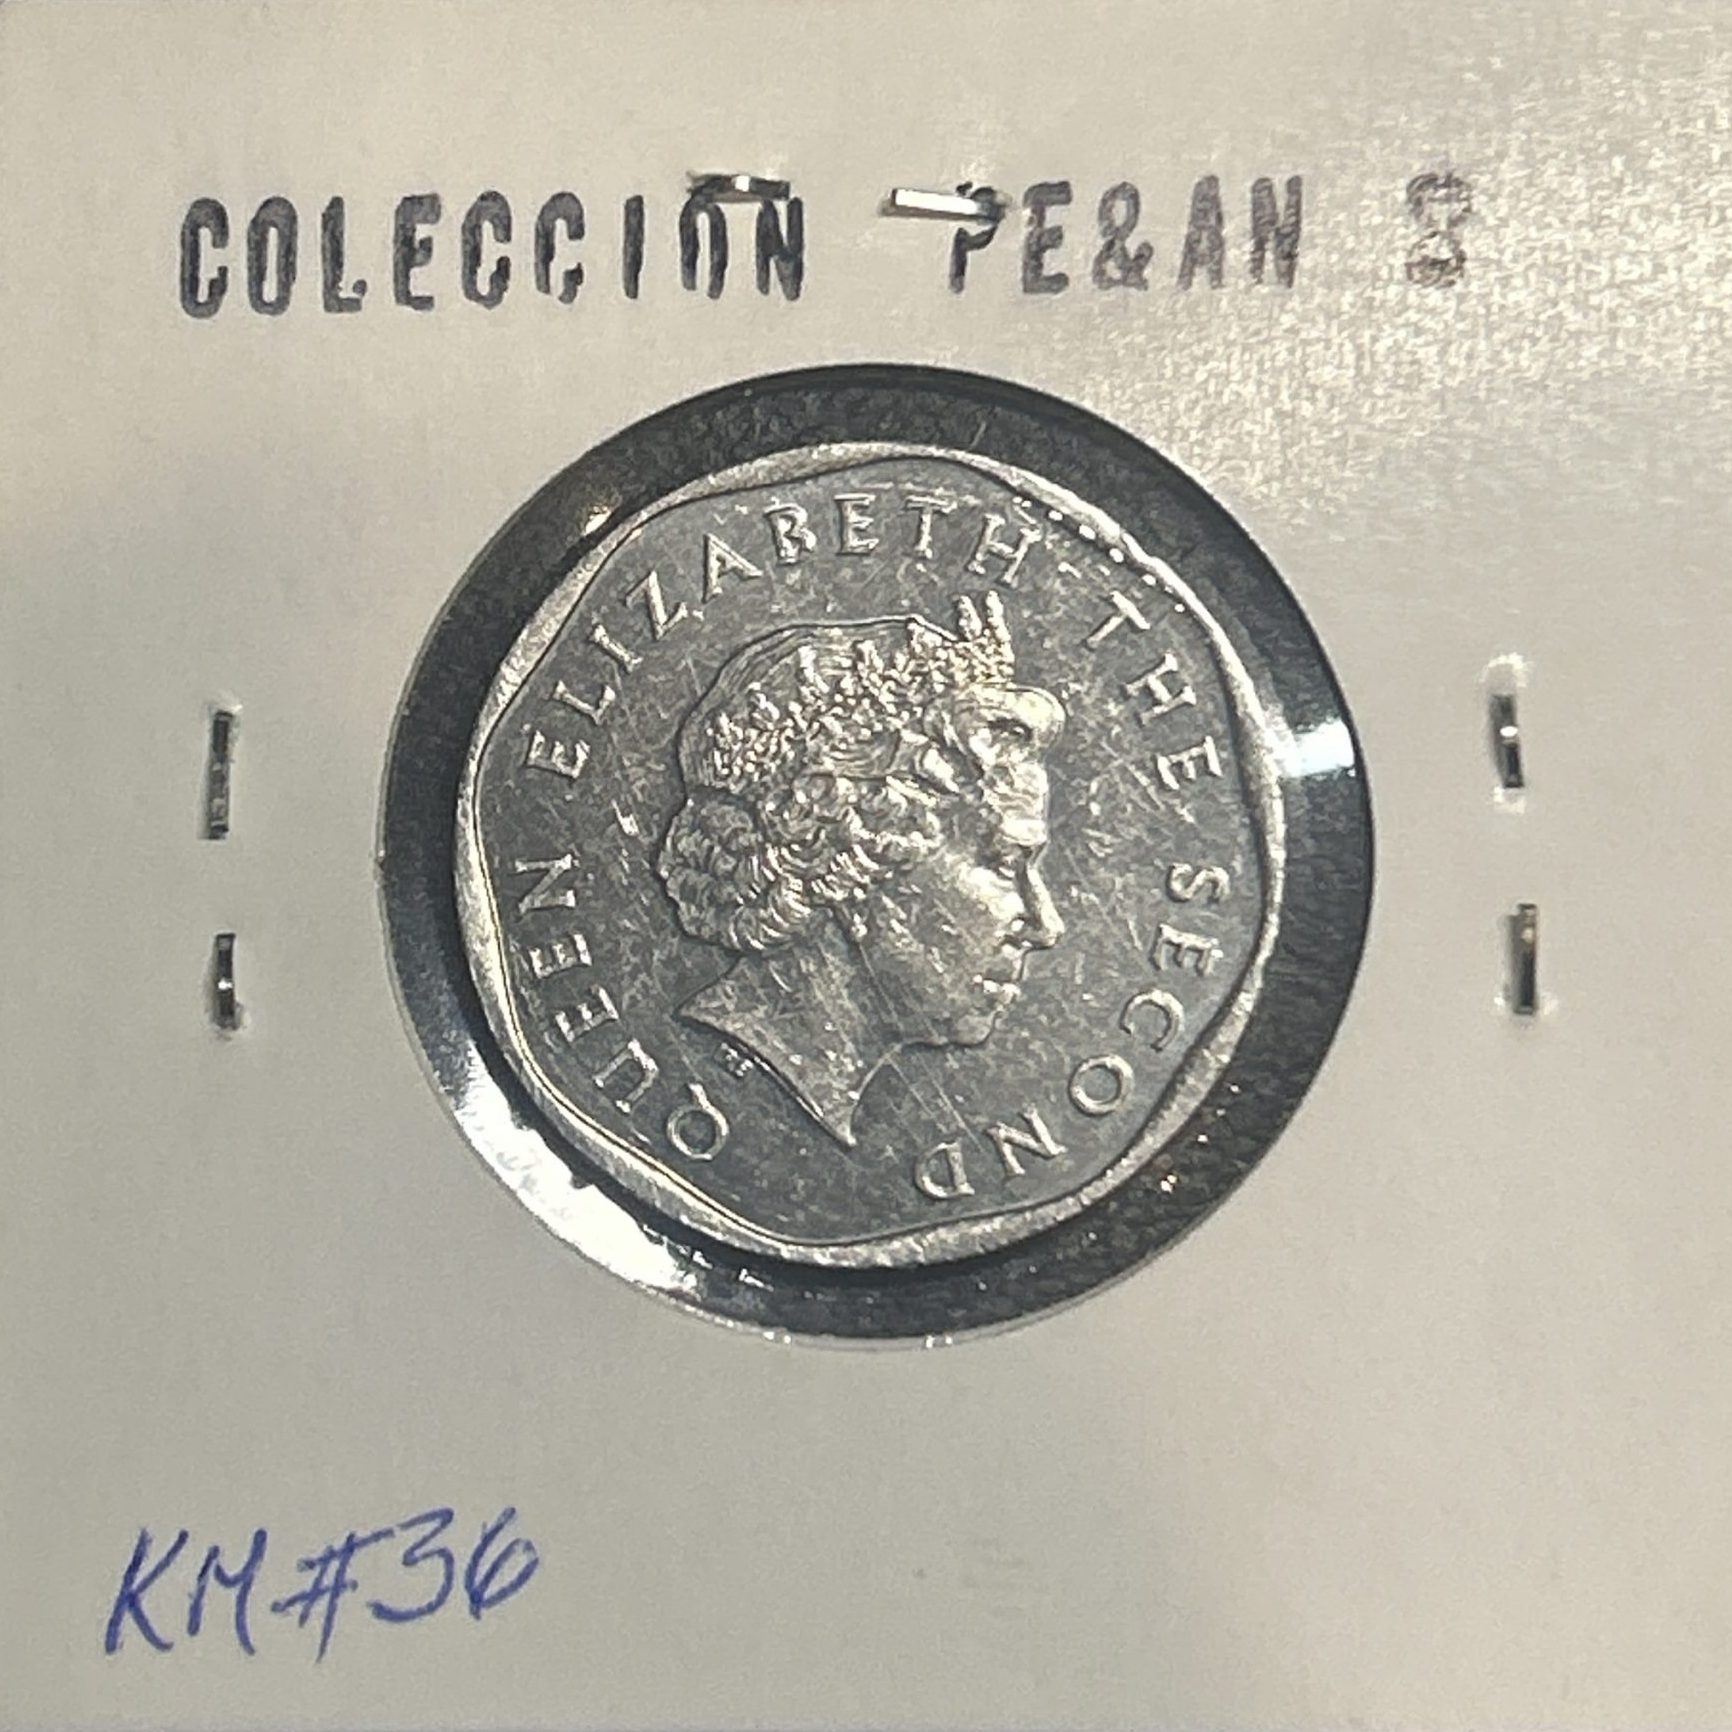 COLECCION PE&AN S
QUEEN ELIZABETH THE SECOND
KM#36